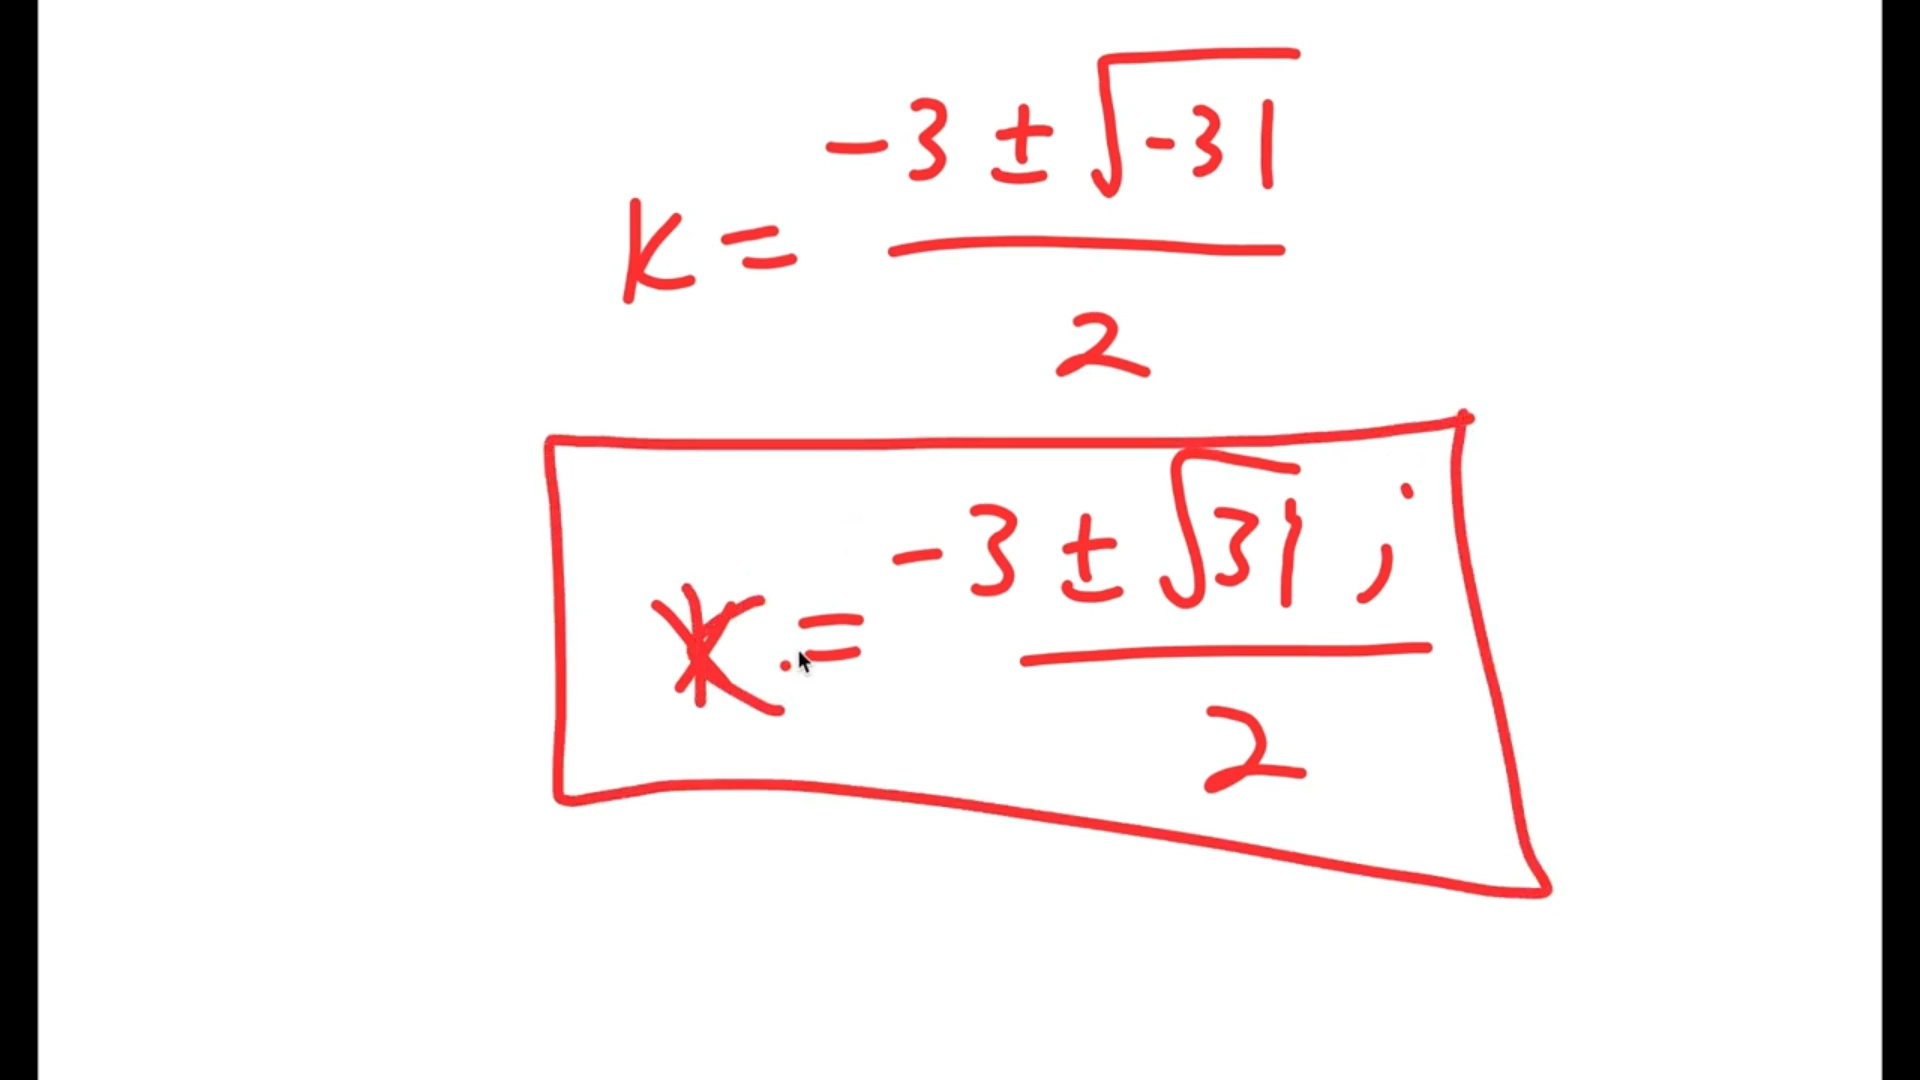 k = (-3 ± √-31) / 2
k = (-3 ± √31 i) / 2